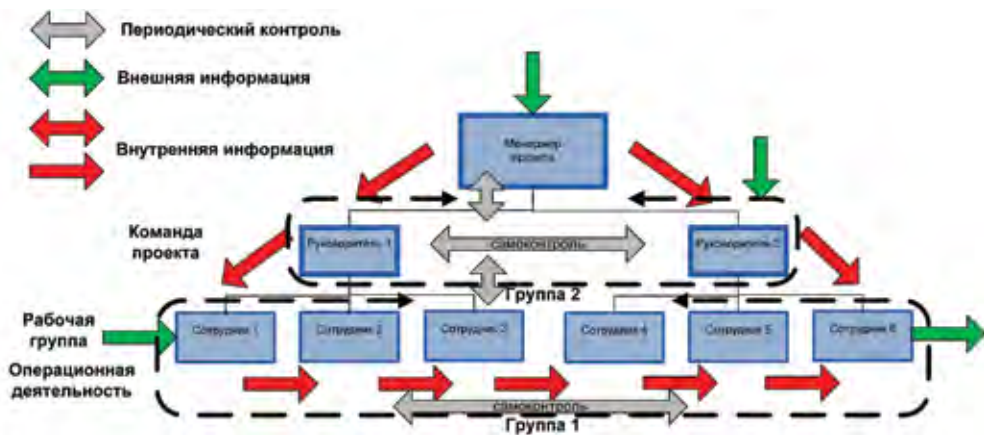 Периодический контроль
Внешняя информация
Внутренняя информация
Менеджер
проекта
Команда
проекта
Руководитель 1
самоконтроль
Руководитель 2
Группа 2
Рабочая
группа
Сотрудник 1
Сотрудник 2
Сотрудник 3
Сотрудник 4
Сотрудник 5
Сотрудник 6
Операционная
деятельность
самоконтроль
Группа 1